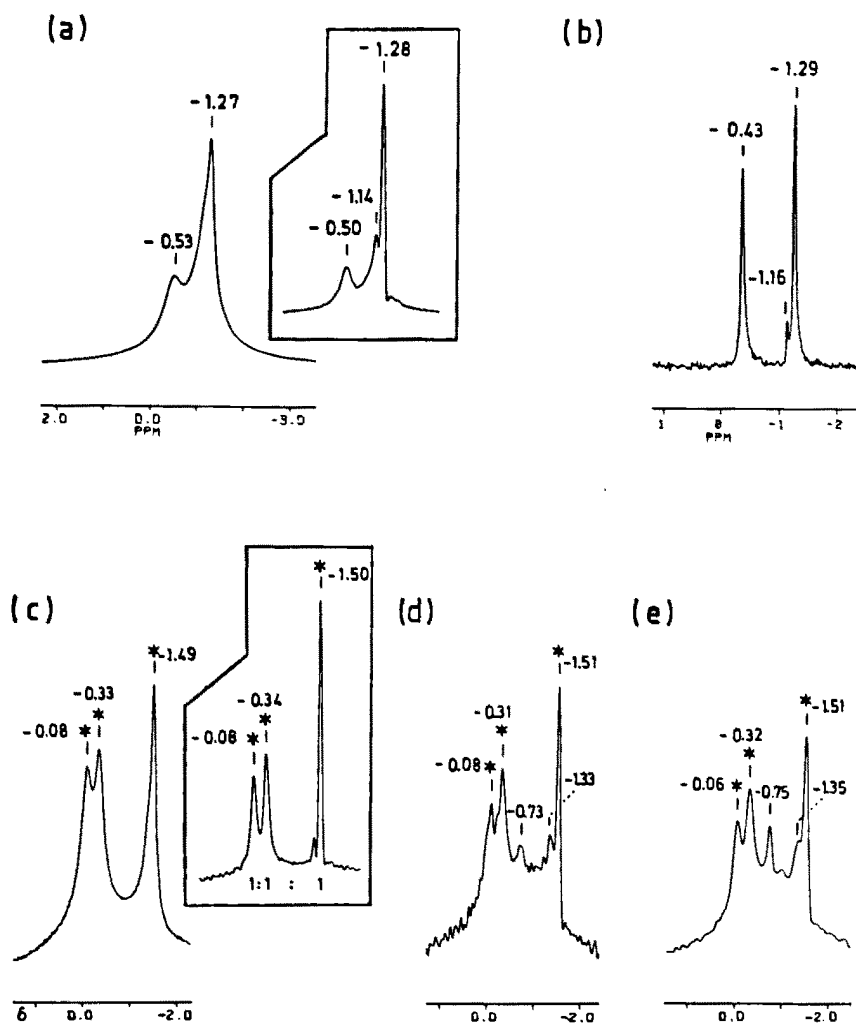 (a)
- 1.27
- 0.53
2.0 0.0 -3.0
PPM
- 1.28
- 1.14
- 0.50
(b)
- 1.29
- 0.43
- 1.16
1 0 -1 -2
PPM
(c)
* -1.49
- 0.33
*
- 0.08 *
δ 0.0 -2.0
* -1.50
- 0.34
*
- 0.08
*
1:1 : 1
(d)
*
-1.51
- 0.31
*
- 0.08 *
-0.73
-1.33
0.0 -2.0
(e)
* -1.51
- 0.32
*
- 0.06 *
-0.75
-1.35
0.0 -2.0